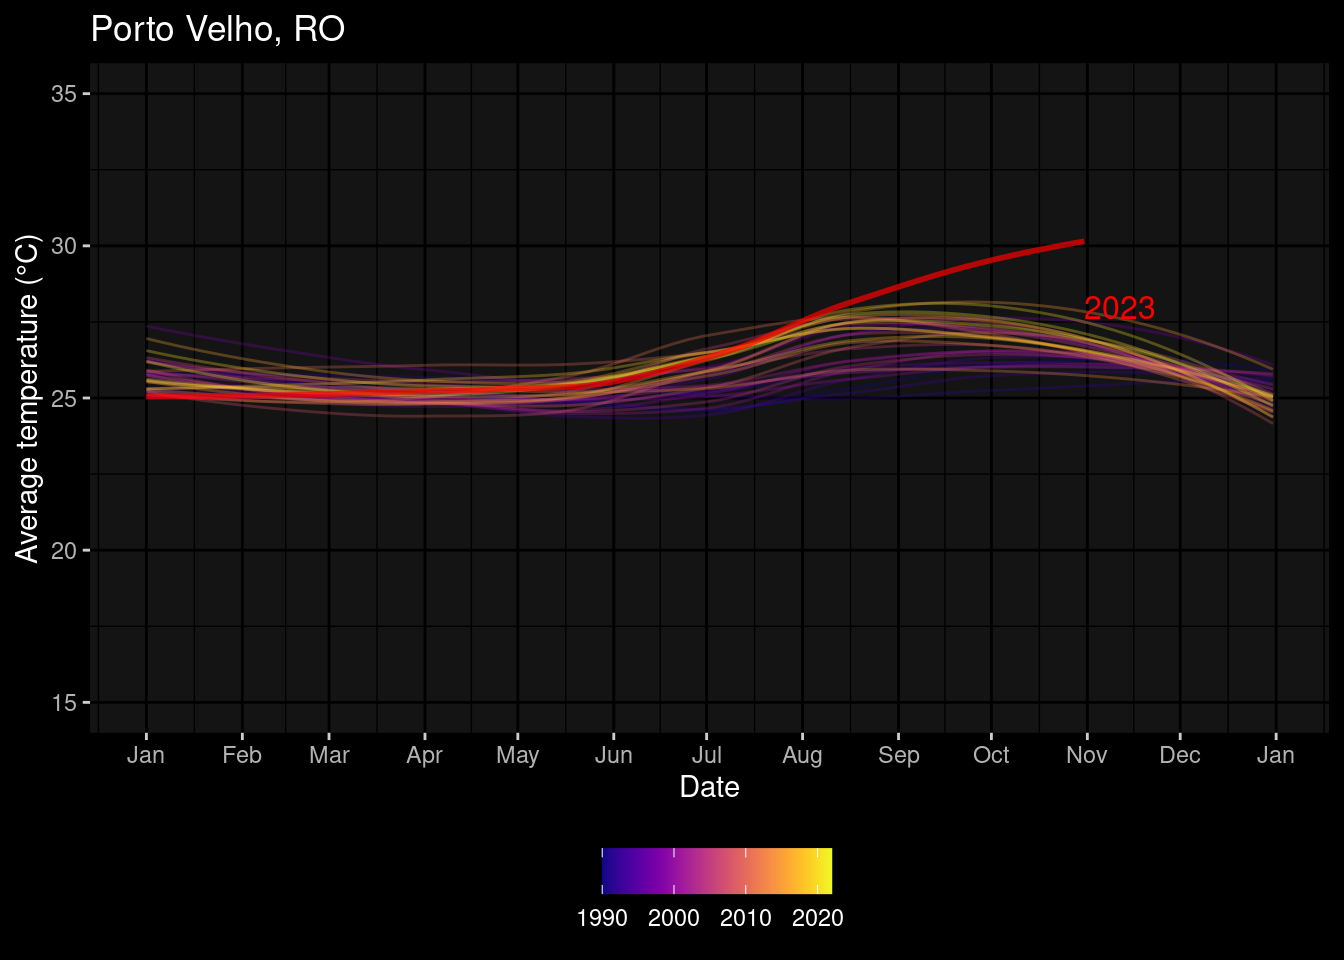 Porto Velho, RO
Average temperature (°C)
35
30
25
20
15
2023
Jan Feb Mar Apr May Jun Jul Aug Sep Oct Nov Dec Jan
Date
1990 2000 2010 2020